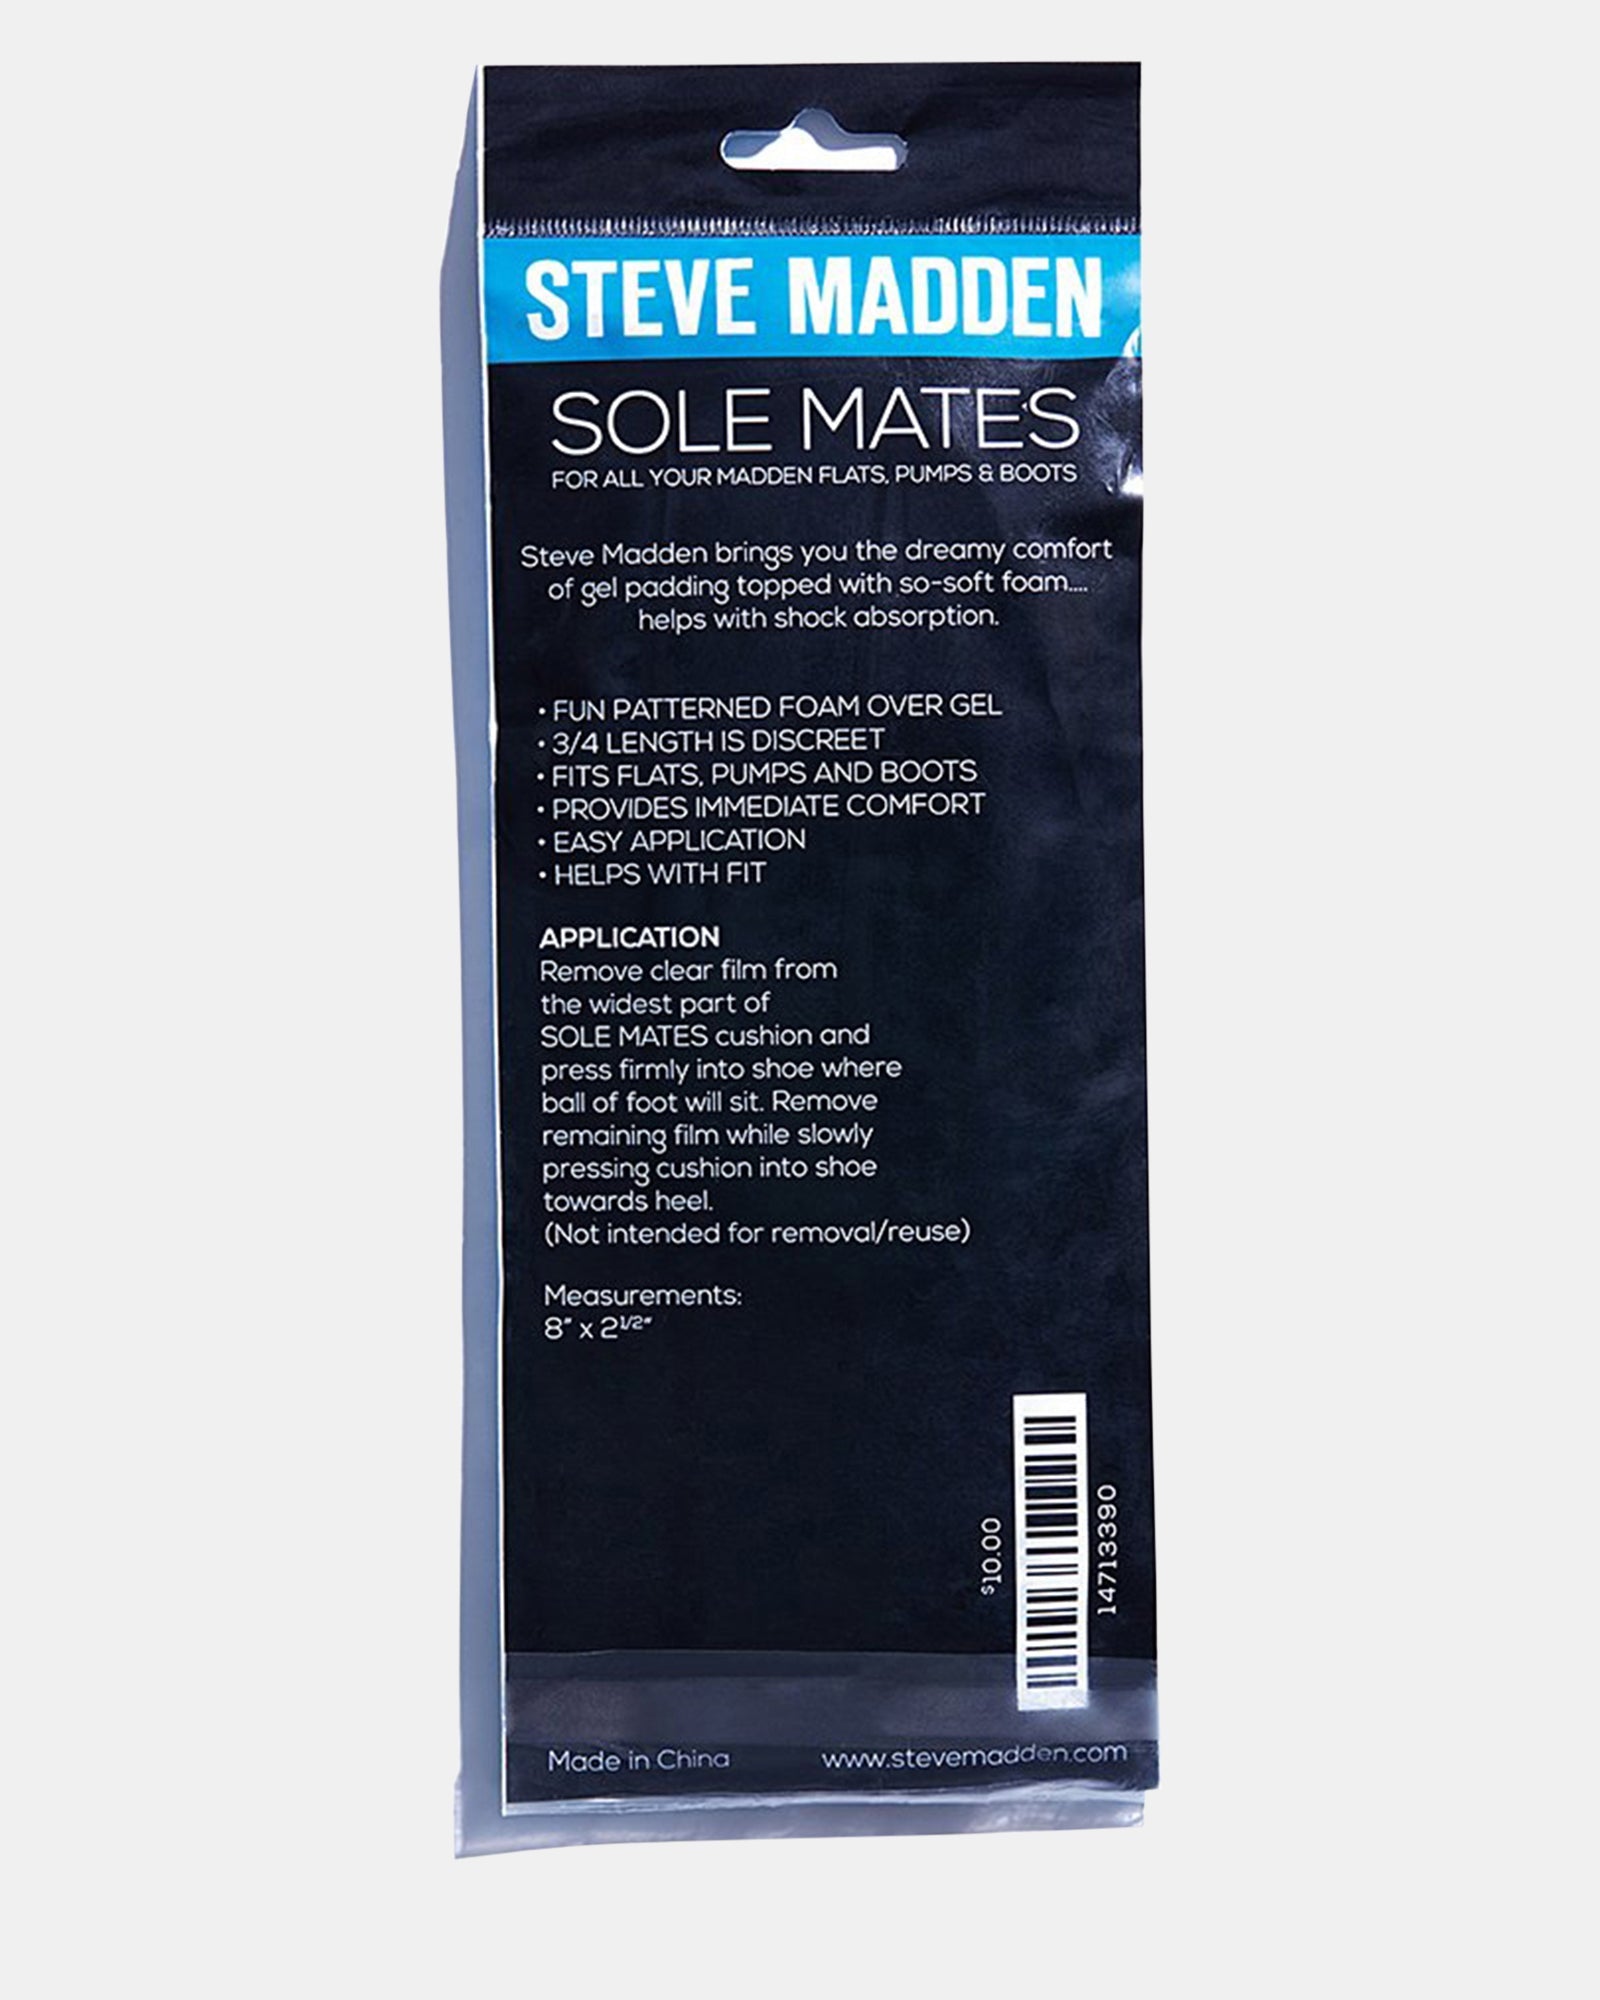 STEVE MADDEN
SOLE MATES
FOR ALL YOUR MADDEN FLATS, PUMPS & BOOTS
Steve Madden brings you the dreamy comfort
of gel padding topped with so-soft foam....
helps with shock absorption.
• FUN PATTERNED FOAM OVER GEL
• 3/4 LENGTH IS DISCREET
• FITS FLATS, PUMPS AND BOOTS
• PROVIDES IMMEDIATE COMFORT
• EASY APPLICATION
• HELPS WITH FIT
APPLICATION
Remove clear film from
the widest part of
SOLE MATES cushion and
press firmly into shoe where
ball of foot will sit. Remove
remaining film while slowly
pressing cushion into shoe
towards heel.
(Not intended for removal/reuse)
Measurements:
8" x 2 1/2"
$10.00
14713390
Made in China
www.stevemadden.com